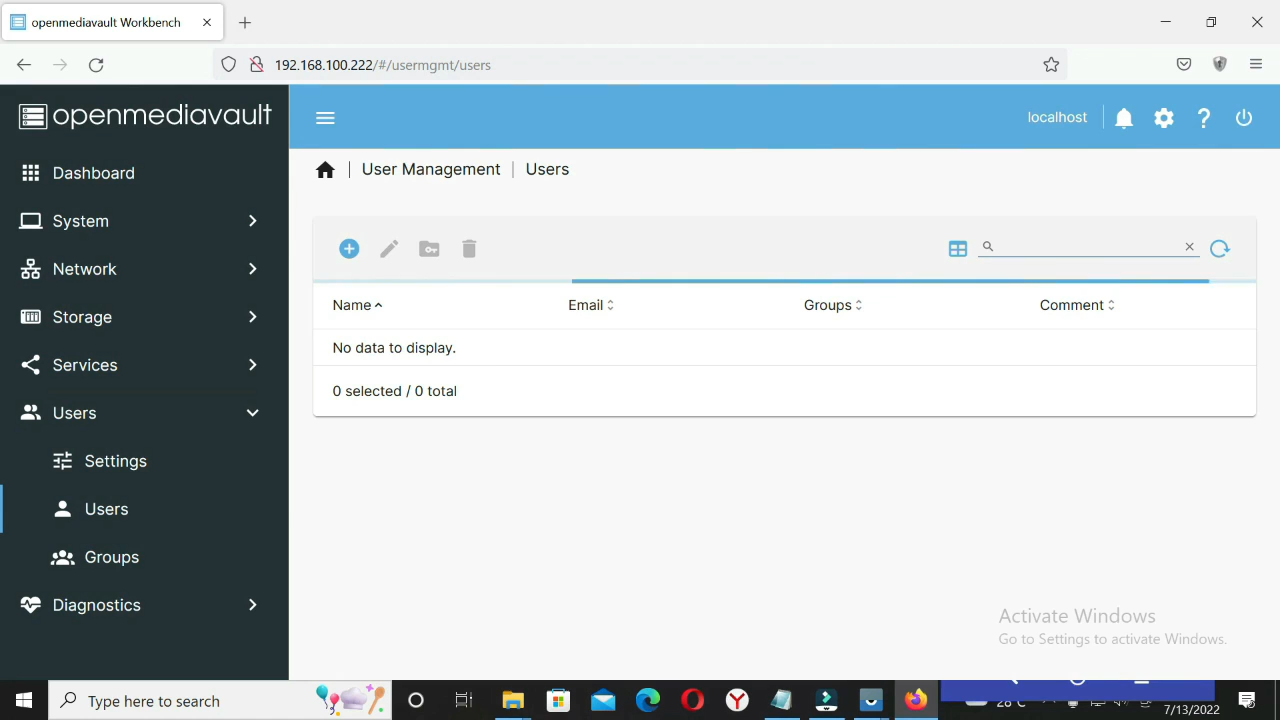 openmediavault Workbench
192.168.100.222/#/usermgmt/users
openmediavault
localhost
Dashboard
System
Network
Storage
Services
Users
Settings
Users
Groups
Diagnostics
User Management | Users
Name Email Groups Comment
No data to display.
0 selected / 0 total
Activate Windows
Go to Settings to activate Windows.
Type here to search
7/13/2022